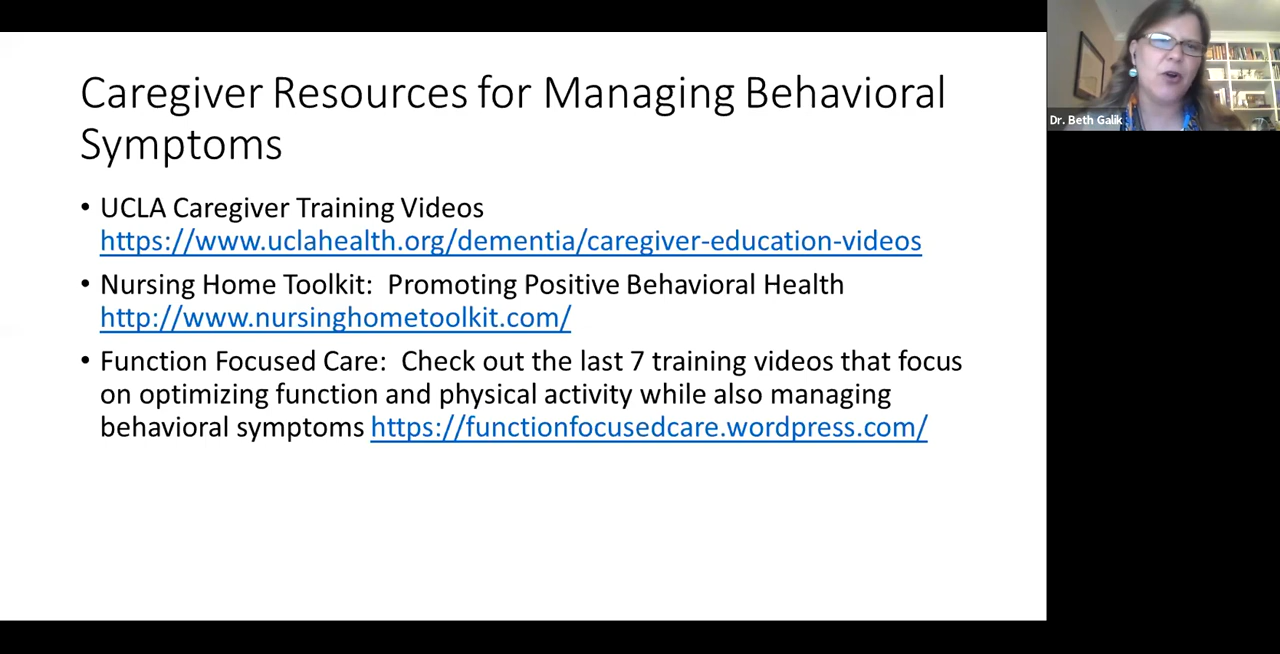 Caregiver Resources for Managing Behavioral
Symptoms
• UCLA Caregiver Training Videos
https://www.uclahealth.org/dementia/caregiver-education-videos
• Nursing Home Toolkit:  Promoting Positive Behavioral Health
http://www.nursinghometoolkit.com/
• Function Focused Care:  Check out the last 7 training videos that focus
on optimizing function and physical activity while also managing
behavioral symptoms https://functionfocusedcare.wordpress.com/
Dr. Beth Galik